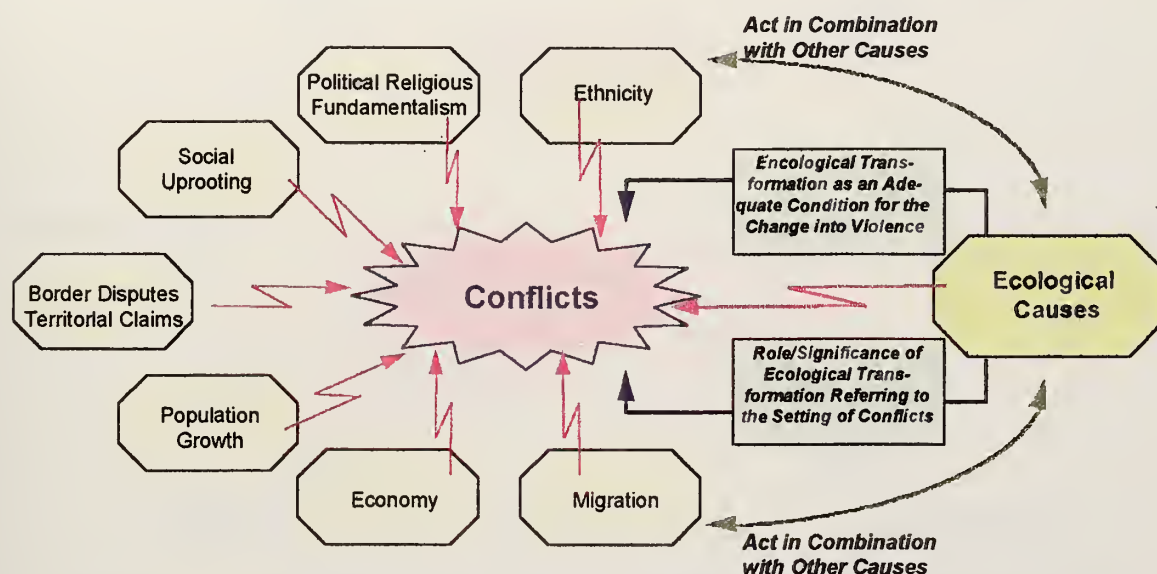 Act in Combination
with Other Causes
Political Religious
Fundamentalism
Ethnicity
Social
Uprooting
Encological Trans-
formation as an Ade-
quate Condition for the
Change into Violence
Border Disputes
Territorial Claims
Conflicts
Ecological
Causes
Role/Significance of
Ecological Trans-
formation Referring to
the Setting of Conflicts
Population
Growth
Economy
Migration
Act in Combination
with Other Causes